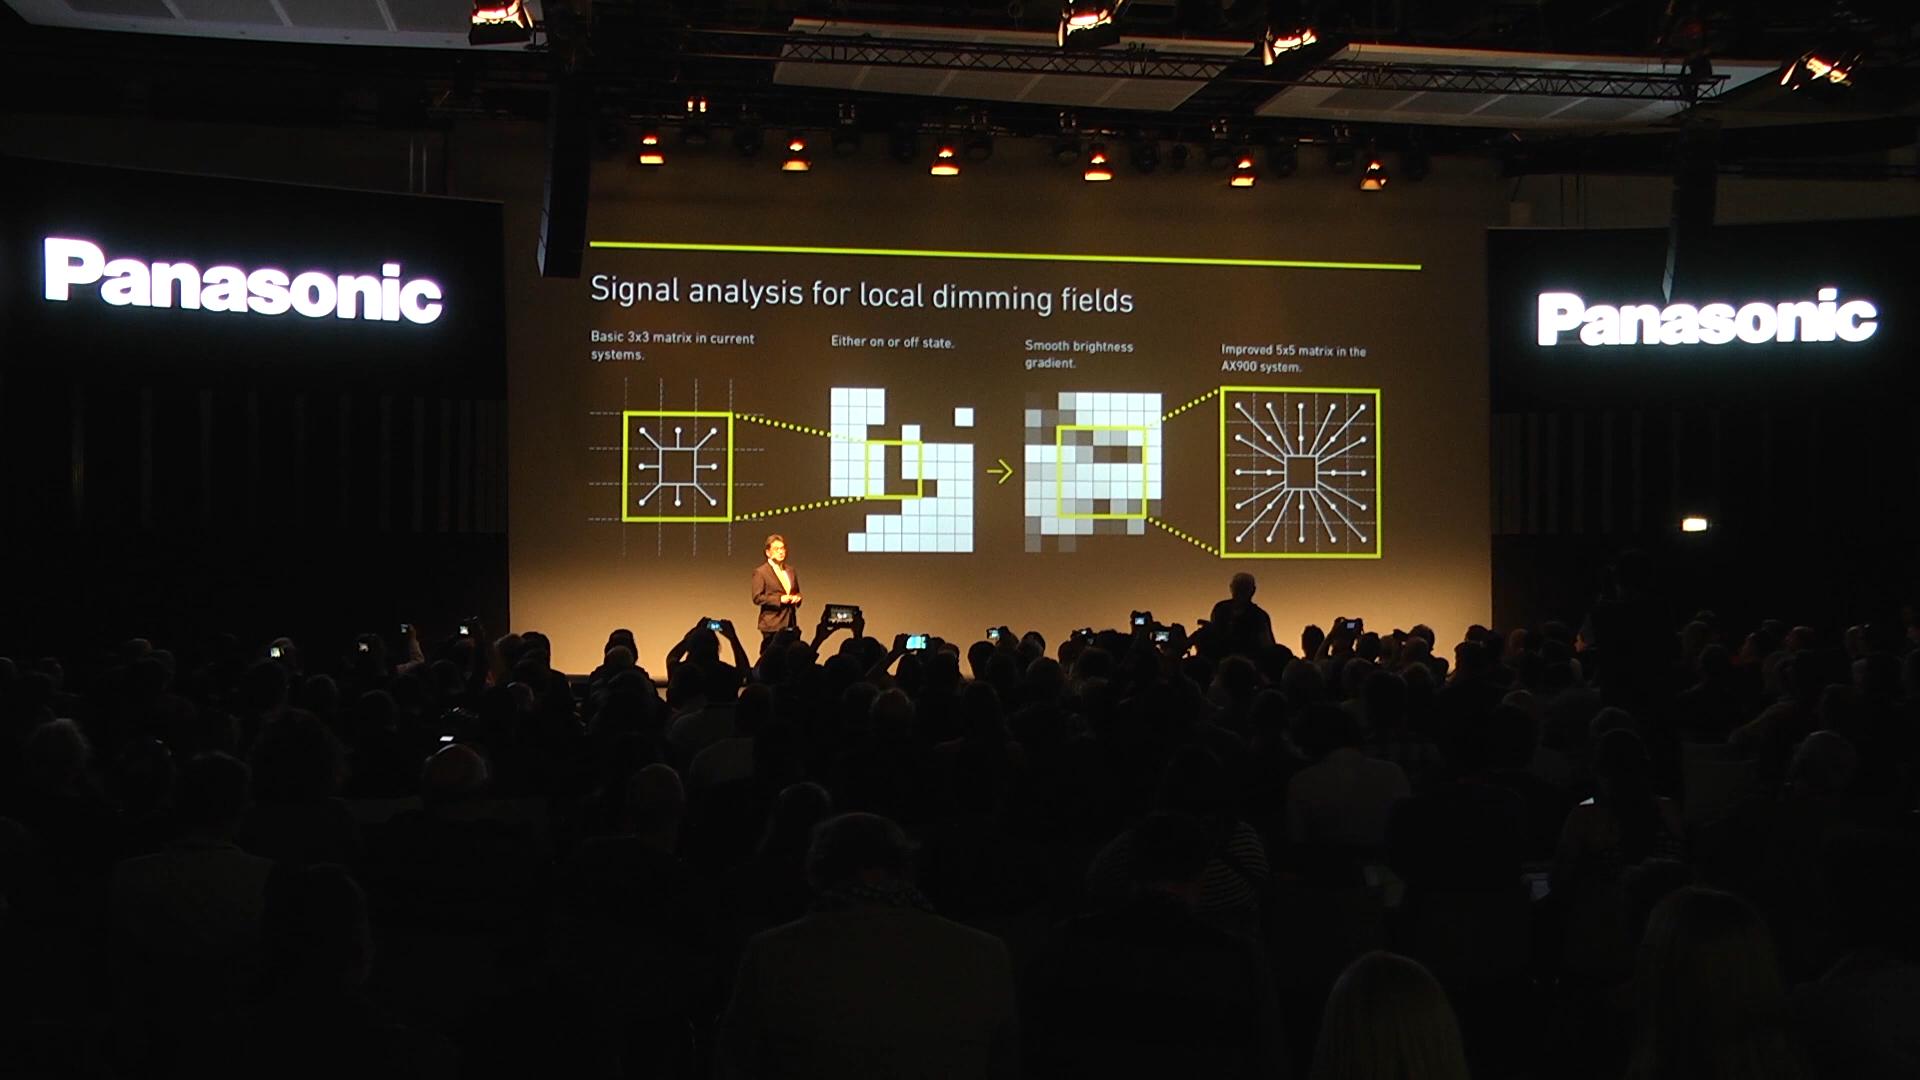 Panasonic
Signal analysis for local dimming fields
Basic 3x3 matrix in current
systems.
Either on or off state.
Smooth brightness
gradient.
Improved 5x5 matrix in the
AX900 system.
Panasonic